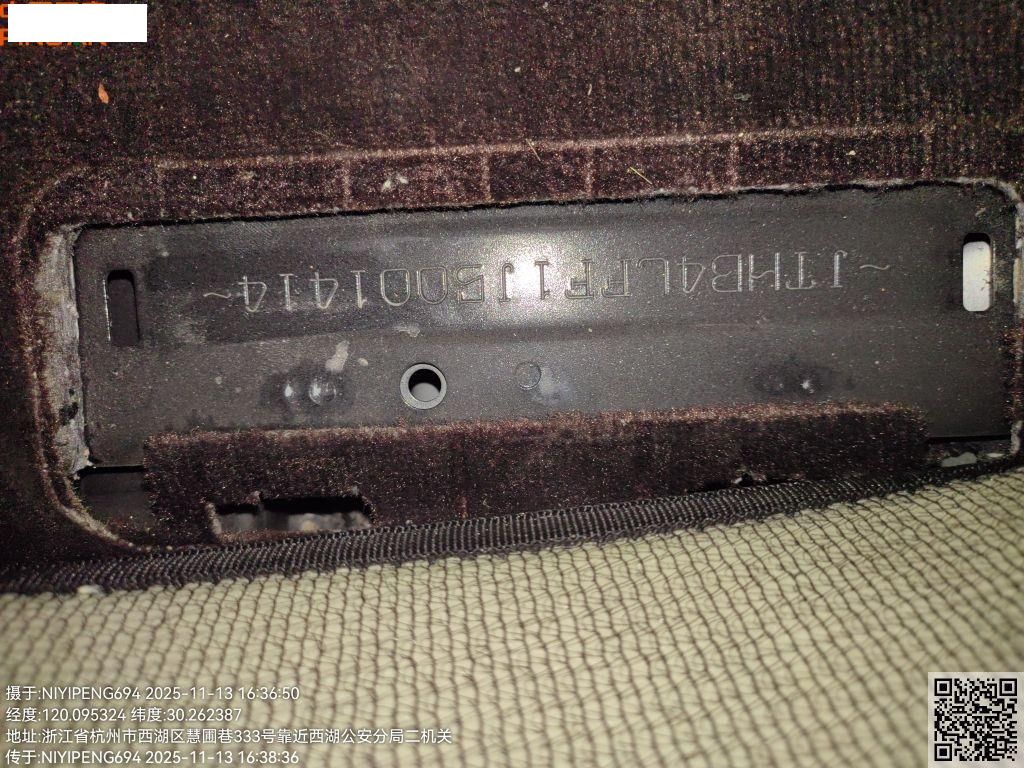 ~JTHB4LFF1J5001414~
摄于:NIYIPENG694 2025-11-13 16:36:50
经度:120.095324 纬度:30.262387
地址:浙江省杭州市西湖区慧圃巷333号靠近西湖公安分局二机关
传于:NIYIPENG694 2025-11-13 16:38:36